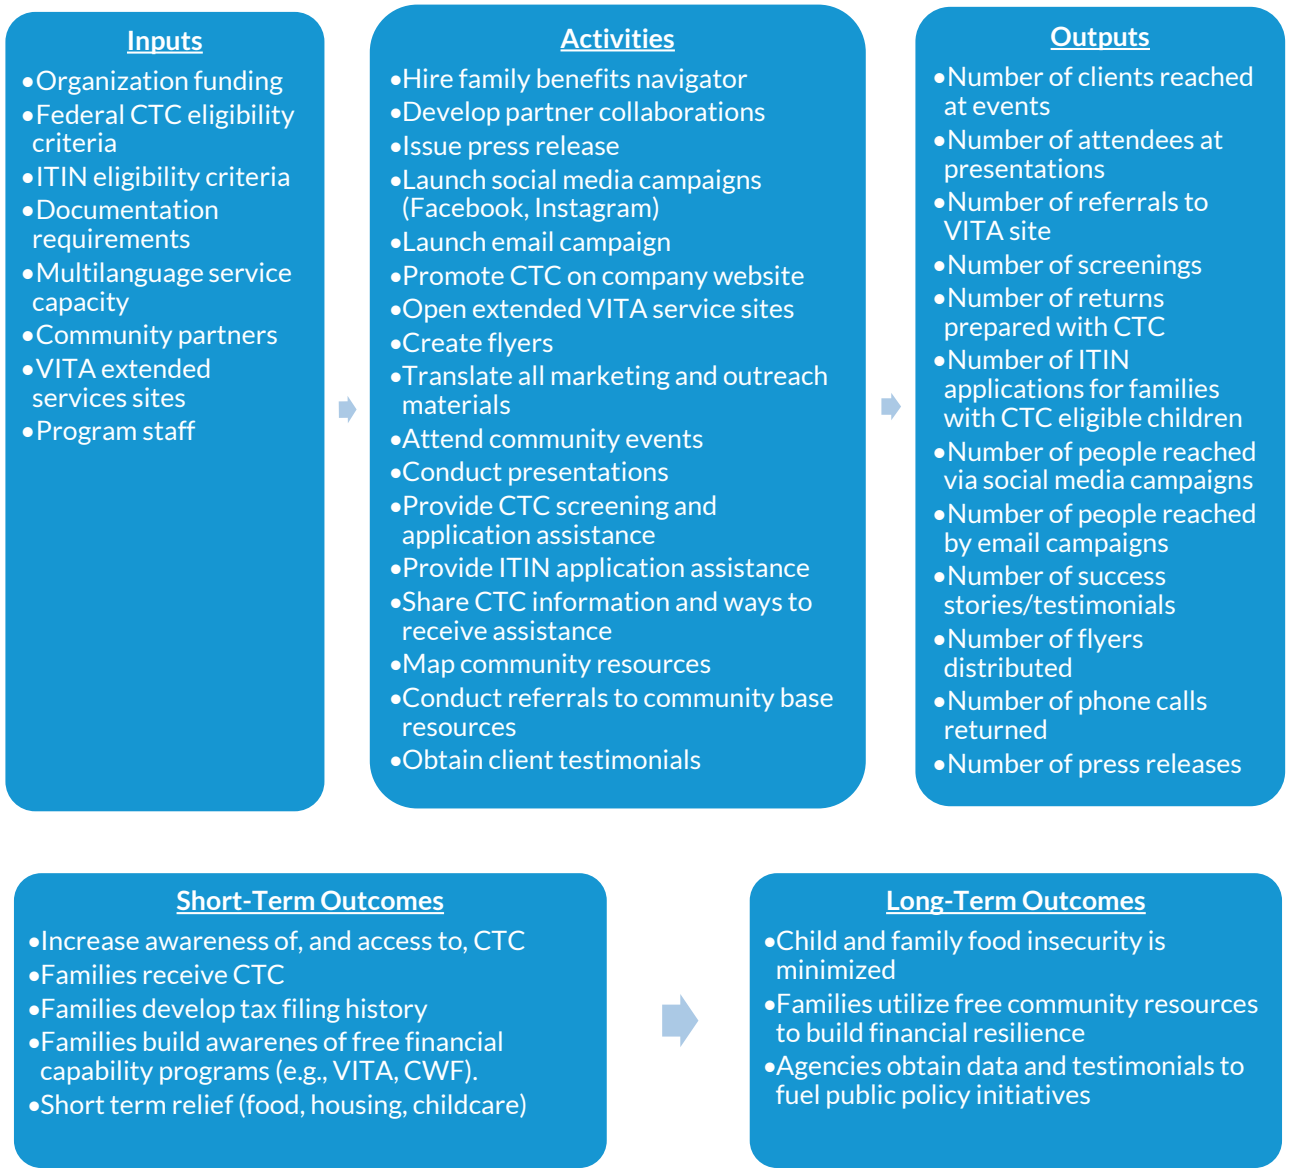 Inputs
•Organization funding
•Federal CTC eligibility
criteria
•ITIN eligibility criteria
•Documentation
requirements
•Multilanguage service
capacity
•Community partners
•VITA extended
services sites
•Program staff
Activities
•Hire family benefits navigator
•Develop partner collaborations
•Issue press release
•Launch social media campaigns
(Facebook, Instagram)
•Launch email campaign
•Promote CTC on company website
•Open extended VITA service sites
•Create flyers
•Translate all marketing and outreach
materials
•Attend community events
•Conduct presentations
•Provide CTC screening and
application assistance
•Provide ITIN application assistance
•Share CTC information and ways to
receive assistance
•Map community resources
•Conduct referrals to community base
resources
•Obtain client testimonials
Outputs
•Number of clients reached
at events
•Number of attendees at
presentations
•Number of referrals to
VITA site
•Number of screenings
•Number of returns
prepared with CTC
•Number of ITIN
applications for families
with CTC eligible children
•Number of people reached
via social media campaigns
•Number of people reached
by email campaigns
•Number of success
stories/testimonials
•Number of flyers
distributed
•Number of phone calls
returned
•Number of press releases
Short-Term Outcomes
•Increase awareness of, and access to, CTC
•Families receive CTC
•Families develop tax filing history
•Families build awarenes of free financial
capability programs (e.g., VITA, CWF).
•Short term relief (food, housing, childcare)
Long-Term Outcomes
•Child and family food insecurity is
minimized
•Families utilize free community resources
to build financial resilience
•Agencies obtain data and testimonials to
fuel public policy initiatives